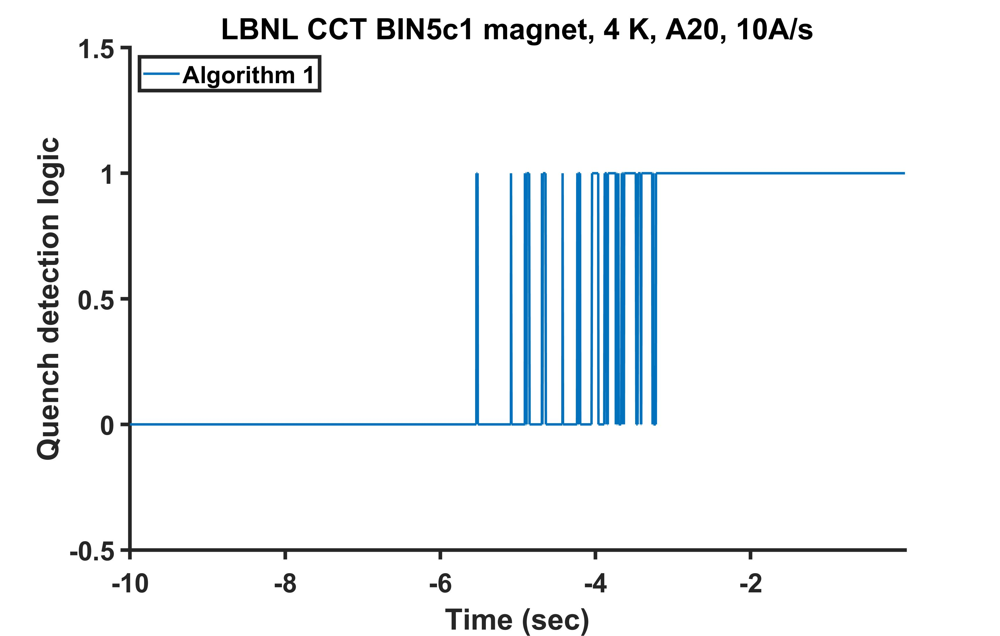 LBNL CCT BIN5c1 magnet, 4 K, A20, 10A/s
1.5
Algorithm 1
1
0.5
0
-0.5
Quench detection logic
-10 -8 -6 -4 -2
Time (sec)